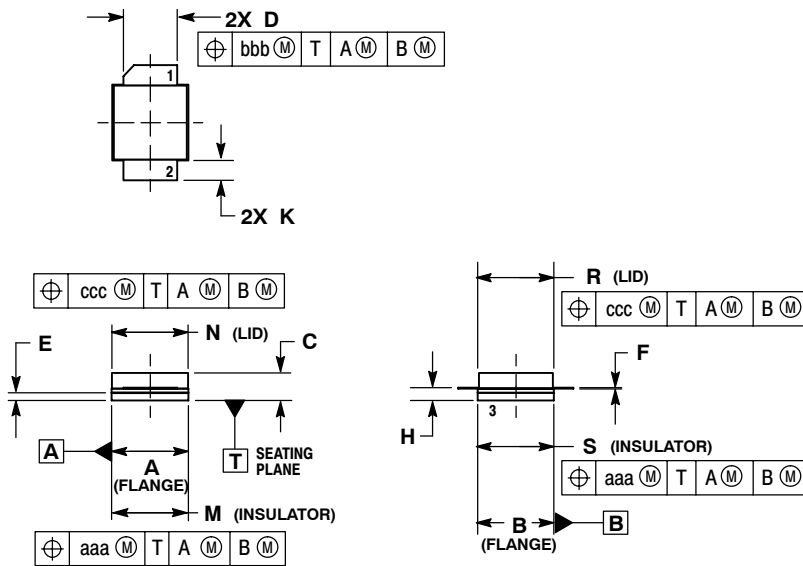 2X D
⌖ bbb Ⓜ T A Ⓜ B Ⓜ
1
2
2X K
⌖ ccc Ⓜ T A Ⓜ B Ⓜ
R (LID)
⌖ ccc Ⓜ T A Ⓜ B Ⓜ
E
N (LID)
C
F
3
H
A
A
(FLANGE)
T SEATING
PLANE
S (INSULATOR)
⌖ aaa Ⓜ T A Ⓜ B Ⓜ
M (INSULATOR)
B
(FLANGE)
B
⌖ aaa Ⓜ T A Ⓜ B Ⓜ